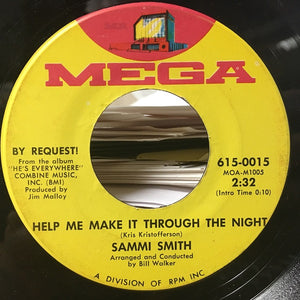 MEGA
BY REQUEST!
From the album
"HE'S EVERYWHERE"
COMBINE MUSIC,
INC. (BMI)
Produced by
Jim Malloy
615-0015
MOA-M1005
2:32
(Intro Time 0:10)
HELP ME MAKE IT THROUGH THE NIGHT
(Kris Kristofferson)
SAMMI SMITH
Arranged and Conducted
by Bill Walker
A DIVISION OF RPM INC